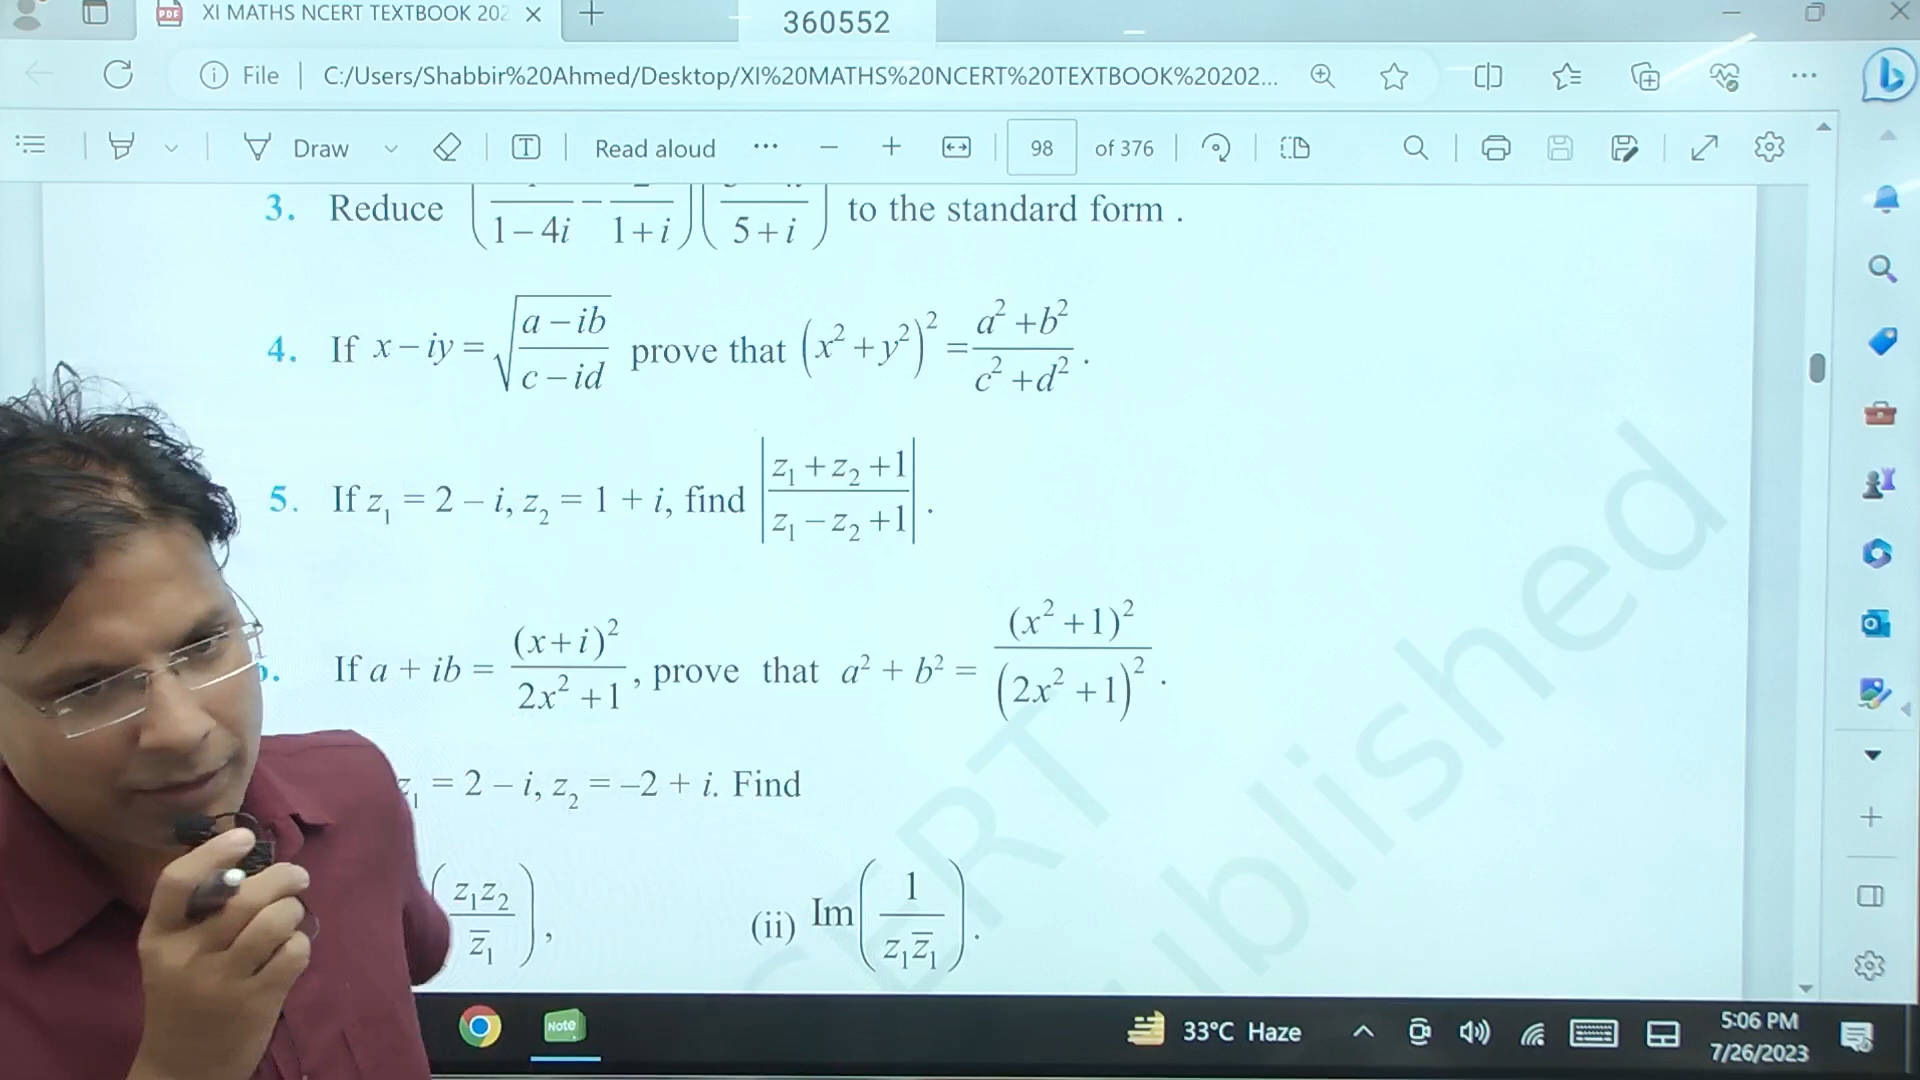 XI MATHS NCERT TEXTBOOK 202
360552
File | C:/Users/Shabbir%20Ahmed/Desktop/XI%20MATHS%20NCERT%20TEXTBOOK%20202...
Draw
Read aloud
98 of 376
3. Reduce ( /(1 – 4i) – /(1 + i)) ( /(5 + i)) to the standard form .
4. If x – iy = √((a – ib)/(c – id)) prove that (x² + y²)² = (a² + b²)/(c² + d²) .
5. If z₁ = 2 – i, z₂ = 1 + i, find |(z₁ + z₂ + 1)/(z₁ – z₂ + 1)| .
If a + ib = (x + i)²/(2x² + 1) , prove that a² + b² = (x² + 1)²/(2x² + 1)² .
z₁ = 2 – i, z₂ = –2 + i. Find
(z₁z₂/z̄₁) , (ii) Im(1/(z₁z̄₁)) .
Note
33°C Haze
5:06 PM
7/26/2023